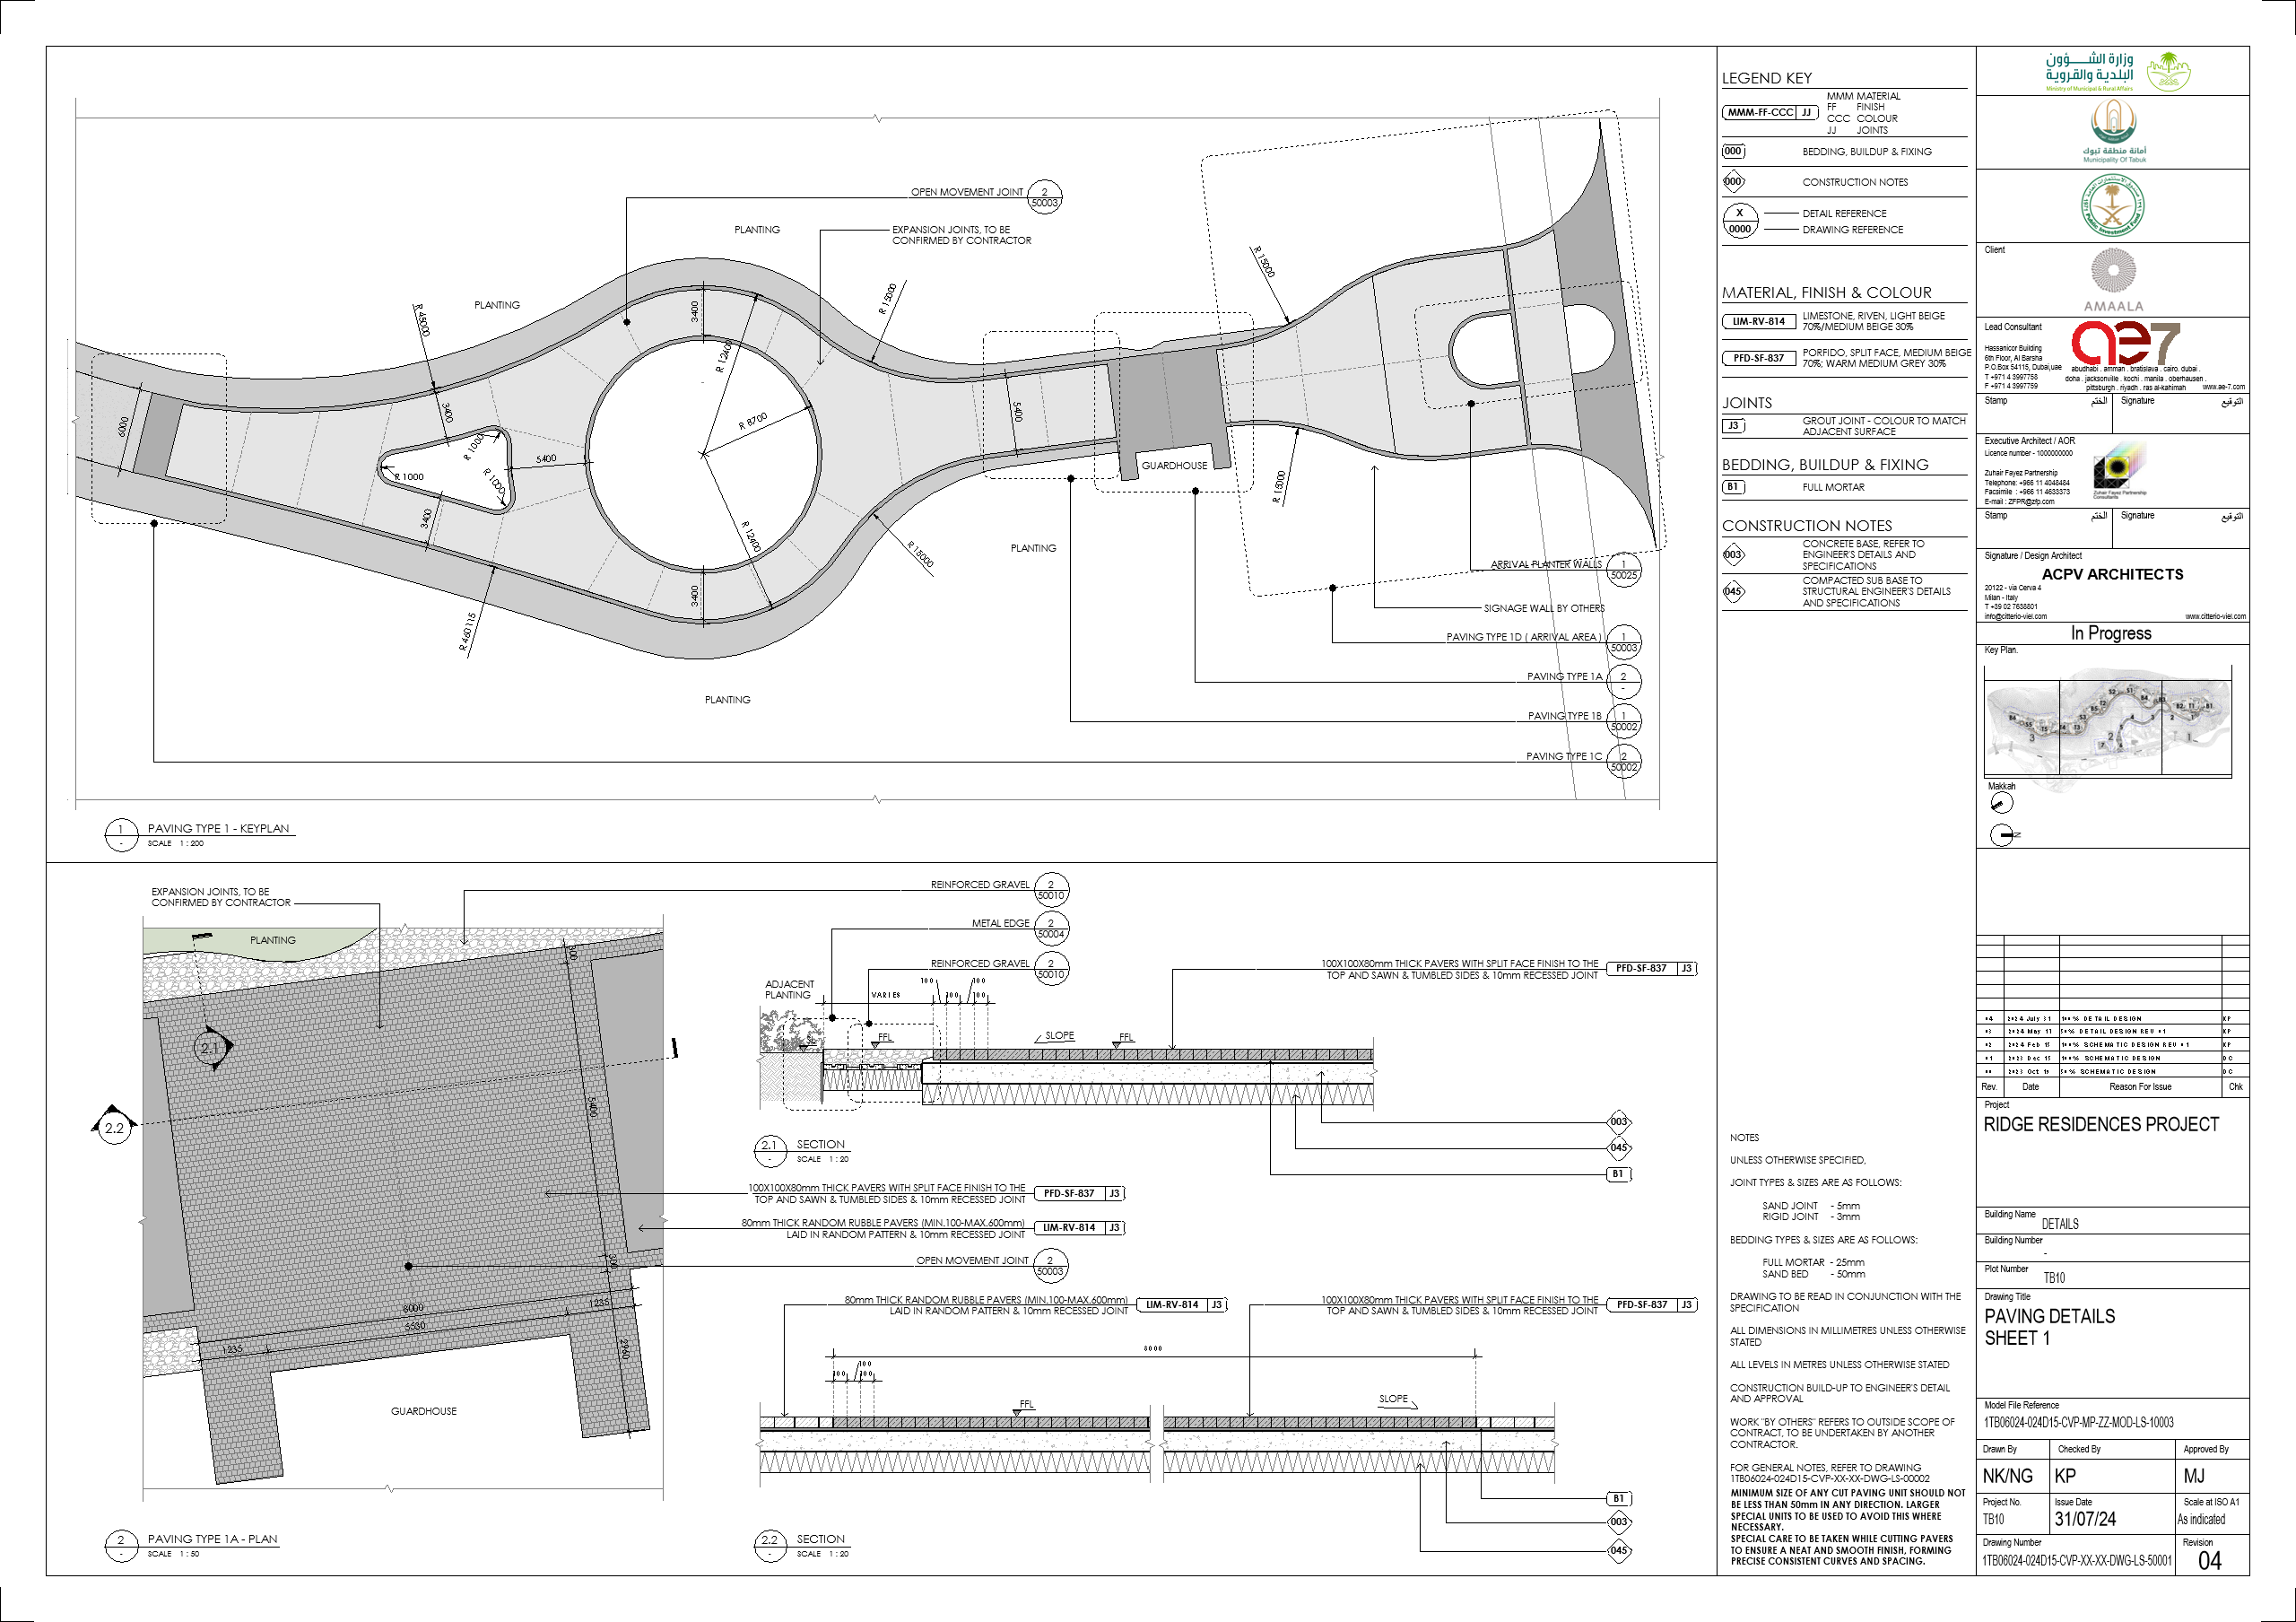 OPEN MOVEMENT JOINT
2
50003
PLANTING
EXPANSION JOINTS, TO BE
CONFIRMED BY CONTRACTOR
R 15000
R 15000
PLANTING
R 45000
3400
R 12400
6000
3400
R 1000
R 1000
R 1000
5400
R 8700
5400
GUARDHOUSE
R 15000
3400
R 12400
R 15000
PLANTING
3400
R 460115
PLANTING
ARRIVAL PLANTER WALLS
1
50025
SIGNAGE WALL BY OTHERS
PAVING TYPE 1D ( ARRIVAL AREA )
1
50003
PAVING TYPE 1A
2
-
PAVING TYPE 1B
1
50002
PAVING TYPE 1C
2
50002
1
-
PAVING TYPE 1 - KEYPLAN
SCALE 1 : 200
EXPANSION JOINTS, TO BE
CONFIRMED BY CONTRACTOR
PLANTING
300
2.1
2.2
5400
300
8000
5530
1235
1235
2960
GUARDHOUSE
2
-
PAVING TYPE 1A - PLAN
SCALE 1 : 50
REINFORCED GRAVEL
2
50010
METAL EDGE
2
50004
REINFORCED GRAVEL
2
50010
ADJACENT
PLANTING
VARIES
100
100
100
100
100X100X80mm THICK PAVERS WITH SPLIT FACE FINISH TO THE
TOP AND SAWN & TUMBLED SIDES & 10mm RECESSED JOINT
PFD-SF-837 J3
FFL
SLOPE
FFL
003
045
B1
2.1
-
SECTION
SCALE 1 : 20
100X100X80mm THICK PAVERS WITH SPLIT FACE FINISH TO THE
TOP AND SAWN & TUMBLED SIDES & 10mm RECESSED JOINT
PFD-SF-837 J3
80mm THICK RANDOM RUBBLE PAVERS (MIN.100-MAX.600mm)
LAID IN RANDOM PATTERN & 10mm RECESSED JOINT
LIM-RV-814 J3
OPEN MOVEMENT JOINT
2
50003
80mm THICK RANDOM RUBBLE PAVERS (MIN.100-MAX.600mm)
LAID IN RANDOM PATTERN & 10mm RECESSED JOINT
LIM-RV-814 J3
100X100X80mm THICK PAVERS WITH SPLIT FACE FINISH TO THE
TOP AND SAWN & TUMBLED SIDES & 10mm RECESSED JOINT
PFD-SF-837 J3
8000
100
100
100
FFL
SLOPE
B1
003
045
2.2
-
SECTION
SCALE 1 : 20
LEGEND KEY
MMM-FF-CCC JJ
MMM MATERIAL
FF FINISH
CCC COLOUR
JJ JOINTS
000 BEDDING, BUILDUP & FIXING
000 CONSTRUCTION NOTES
X DETAIL REFERENCE
0000 DRAWING REFERENCE
MATERIAL, FINISH & COLOUR
LIM-RV-814
LIMESTONE, RIVEN, LIGHT BEIGE
70%/MEDIUM BEIGE 30%
PFD-SF-837
PORFIDO, SPLIT FACE, MEDIUM BEIGE
70%; WARM MEDIUM GREY 30%
JOINTS
J3
GROUT JOINT - COLOUR TO MATCH
ADJACENT SURFACE
BEDDING, BUILDUP & FIXING
B1 FULL MORTAR
CONSTRUCTION NOTES
003
CONCRETE BASE, REFER TO
ENGINEER'S DETAILS AND
SPECIFICATIONS
045
COMPACTED SUB BASE TO
STRUCTURAL ENGINEER'S DETAILS
AND SPECIFICATIONS
NOTES
UNLESS OTHERWISE SPECIFIED,
JOINT TYPES & SIZES ARE AS FOLLOWS:
SAND JOINT - 5mm
RIGID JOINT - 3mm
BEDDING TYPES & SIZES ARE AS FOLLOWS:
FULL MORTAR - 25mm
SAND BED - 50mm
DRAWING TO BE READ IN CONJUNCTION WITH THE
SPECIFICATION
ALL DIMENSIONS IN MILLIMETRES UNLESS OTHERWISE
STATED
ALL LEVELS IN METRES UNLESS OTHERWISE STATED
CONSTRUCTION BUILD-UP TO ENGINEER'S DETAIL
AND APPROVAL
WORK "BY OTHERS" REFERS TO OUTSIDE SCOPE OF
CONTRACT, TO BE UNDERTAKEN BY ANOTHER
CONTRACTOR.
FOR GENERAL NOTES, REFER TO DRAWING
1TB06024-024D15-CVP-XX-XX-DWG-LS-00002
MINIMUM SIZE OF ANY CUT PAVING UNIT SHOULD NOT
BE LESS THAN 50mm IN ANY DIRECTION. LARGER
SPECIAL UNITS TO BE USED TO AVOID THIS WHERE
NECESSARY.
SPECIAL CARE TO BE TAKEN WHILE CUTTING PAVERS
TO ENSURE A NEAT AND SMOOTH FINISH, FORMING
PRECISE CONSISTENT CURVES AND SPACING.
وزارة الشؤون
البلدية والقروية
Ministry of Municipal & Rural Affairs
أمانة منطقة تبوك
Municipality Of Tabuk
Public Investment Fund
Client
AMAALA
Lead Consultant
ae7
Hassanicor Building
6th Floor, Al Barsha
P.O.Box 54115, Dubai,uae
T +971 4 3997758
F +971 4 3997759
abudhabi . amman . bratislava . cairo. dubai .
doha . jacksonville . kochi . manila . oberhausen .
pittsburgh . riyadh . ras al-kahimah www.ae-7.com
Stamp الختم Signature التوقيع
Executive Architect / AOR
Licence number - 1000000000
Zuhair Fayez Partnership
Telephone: +966 11 4048484
Facsimile : +966 11 4633373
E-mail : ZFPR@zfp.com
Zuhair Fayez Partnership
Consultants
Stamp الختم Signature التوقيع
Signature / Design Architect
ACPV ARCHITECTS
20122 - via Cerva 4
Milan - Italy
T +39 02 7638801
info@citterio-viel.com www.citterio-viel.com
In Progress
Key Plan.
Makkah
N
04 2024 July 31 100% DETAIL DESIGN KP
03 2024 May 17 50% DETAIL DESIGN REV 01 KP
02 2024 Feb 15 100% SCHEMATIC DESIGN REV 01 KP
01 2023 Dec 15 100% SCHEMATIC DESIGN DC
50% SCHEMATIC DESIGN DC
Rev. Date Reason For Issue Chk
Project
RIDGE RESIDENCES PROJECT
Building Name
DETAILS
Building Number
-
Plot Number
TB10
Drawing Title
PAVING DETAILS
SHEET 1
Model File Reference
1TB06024-024D15-CVP-MP-ZZ-MOD-LS-10003
Drawn By Checked By Approved By
NK/NG KP MJ
Project No. Issue Date Scale at ISO A1
TB10 31/07/24 As indicated
Drawing Number Revision
1TB06024-024D15-CVP-XX-XX-DWG-LS-50001 04